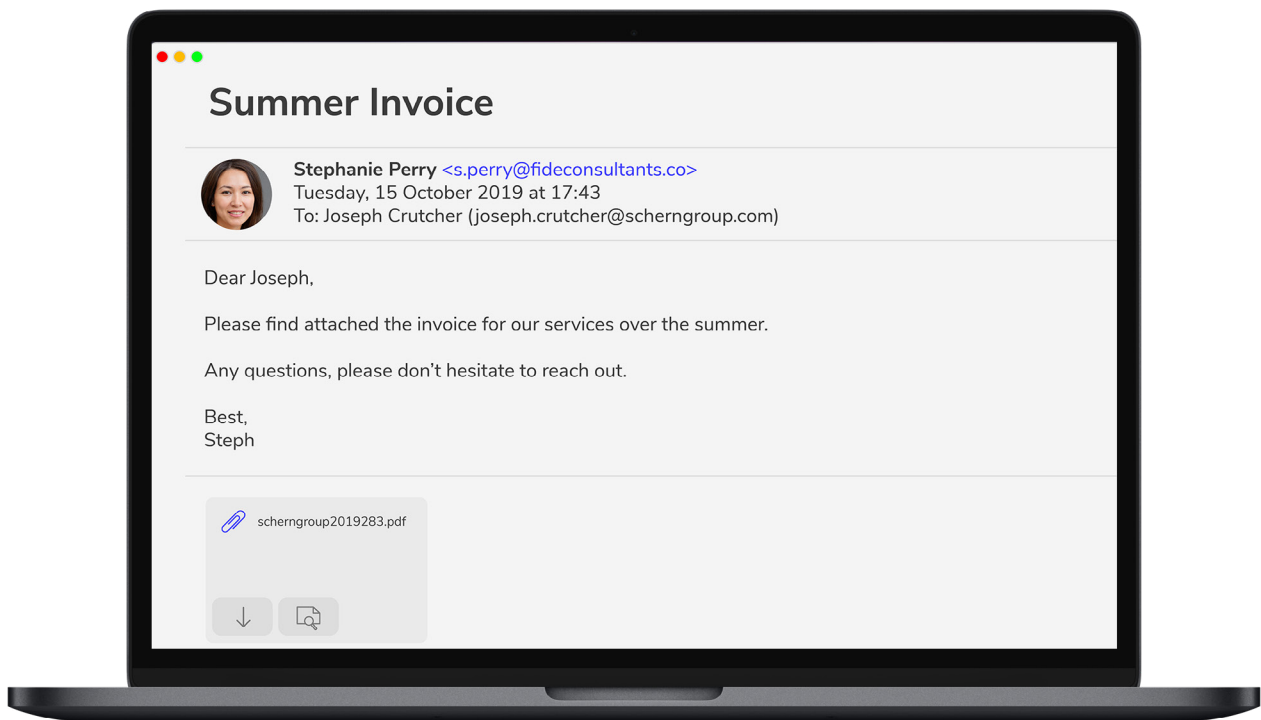 Summer Invoice
Stephanie Perry <s.perry@fideconsultants.co>
Tuesday, 15 October 2019 at 17:43
To: Joseph Crutcher (joseph.crutcher@scherngroup.com)
Dear Joseph,
Please find attached the invoice for our services over the summer.
Any questions, please don’t hesitate to reach out.
Best,
Steph
scherngroup2019283.pdf